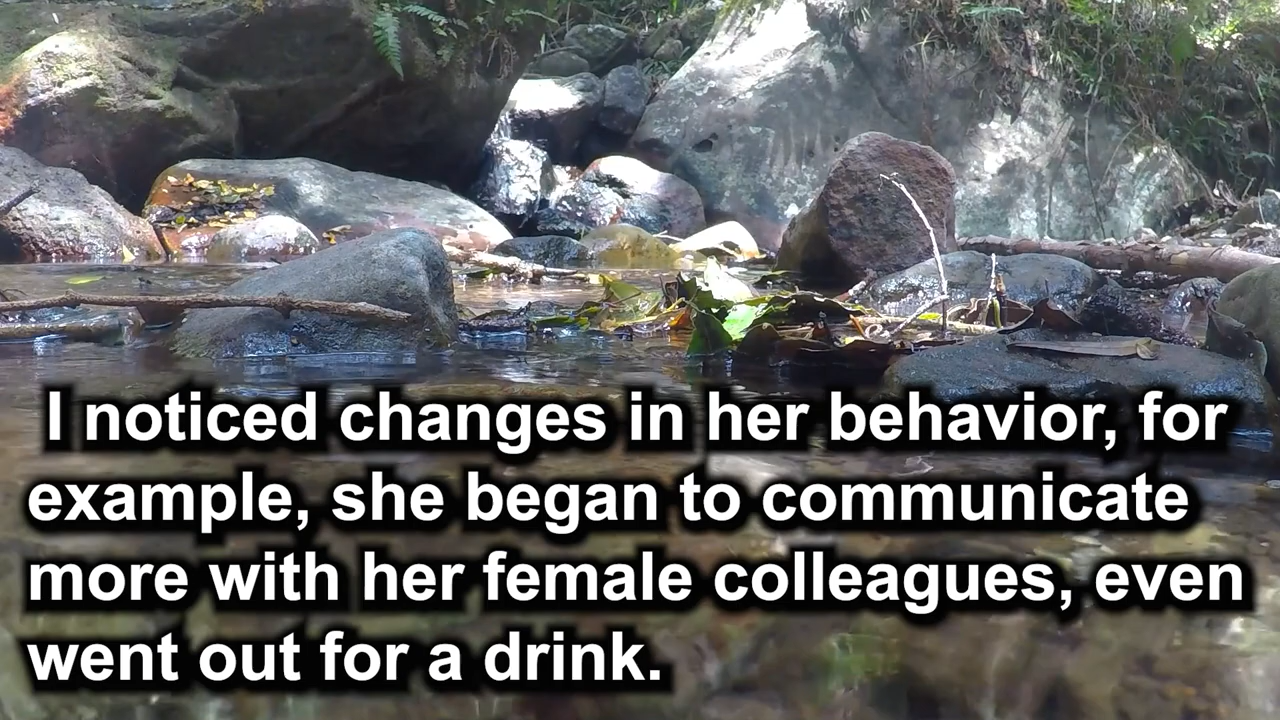 I noticed changes in her behavior, for
example, she began to communicate
more with her female colleagues, even
went out for a drink.